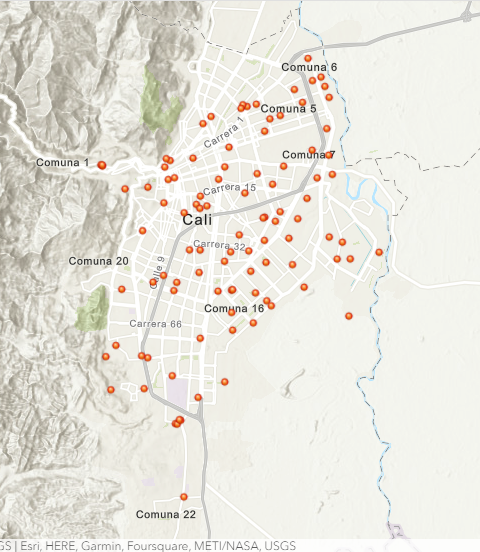 Comuna 6
Comuna 5
Carrera 1
Comuna 7
Comuna 1
Carrera 15
Cali
Carrera 32
Comuna 20
Calle 9
Comuna 16
Carrera 66
Comuna 22
GS | Esri, HERE, Garmin, Foursquare, METI/NASA, USGS